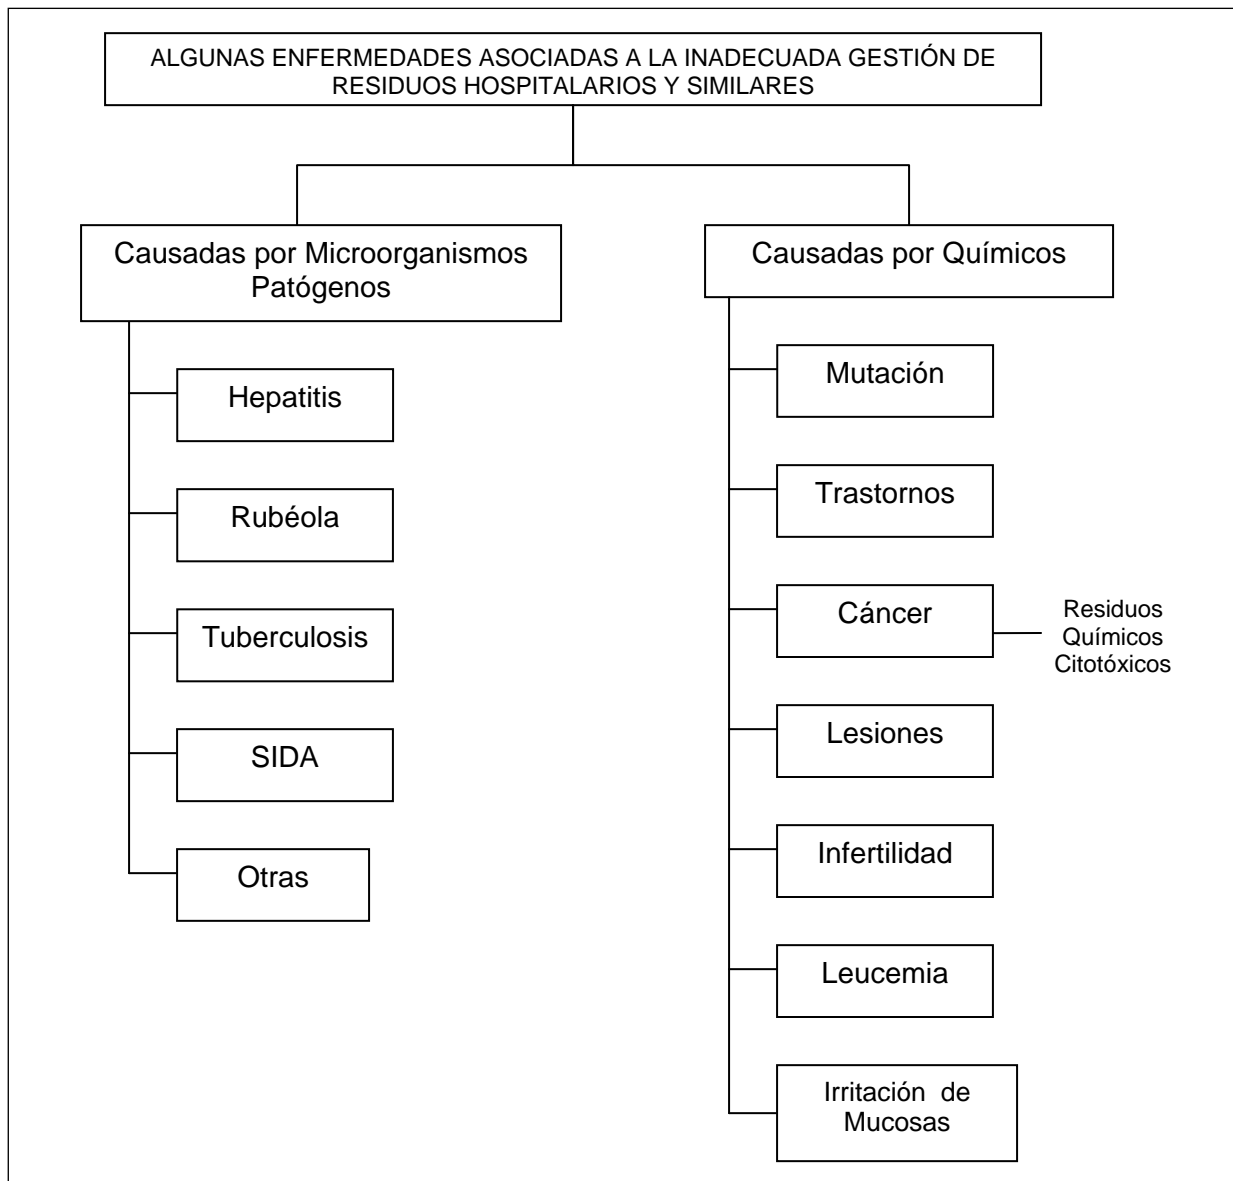 ALGUNAS ENFERMEDADES ASOCIADAS A LA INADECUADA GESTIÓN DE
RESIDUOS HOSPITALARIOS Y SIMILARES
Causadas por Microorganismos
Patógenos
Hepatitis
Rubéola
Tuberculosis
SIDA
Otras
Causadas por Químicos
Mutación
Trastornos
Cáncer
Residuos
Químicos
Citotóxicos
Lesiones
Infertilidad
Leucemia
Irritación de
Mucosas